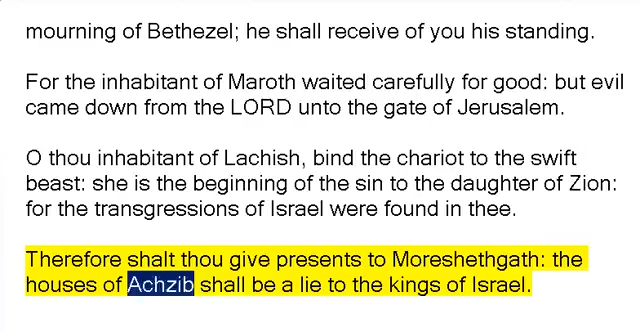 mourning of Bethezel; he shall receive of you his standing.
For the inhabitant of Maroth waited carefully for good: but evil
came down from the LORD unto the gate of Jerusalem.
O thou inhabitant of Lachish, bind the chariot to the swift
beast: she is the beginning of the sin to the daughter of Zion:
for the transgressions of Israel were found in thee.
Therefore shalt thou give presents to Moreshethgath: the
houses of Achzib shall be a lie to the kings of Israel.